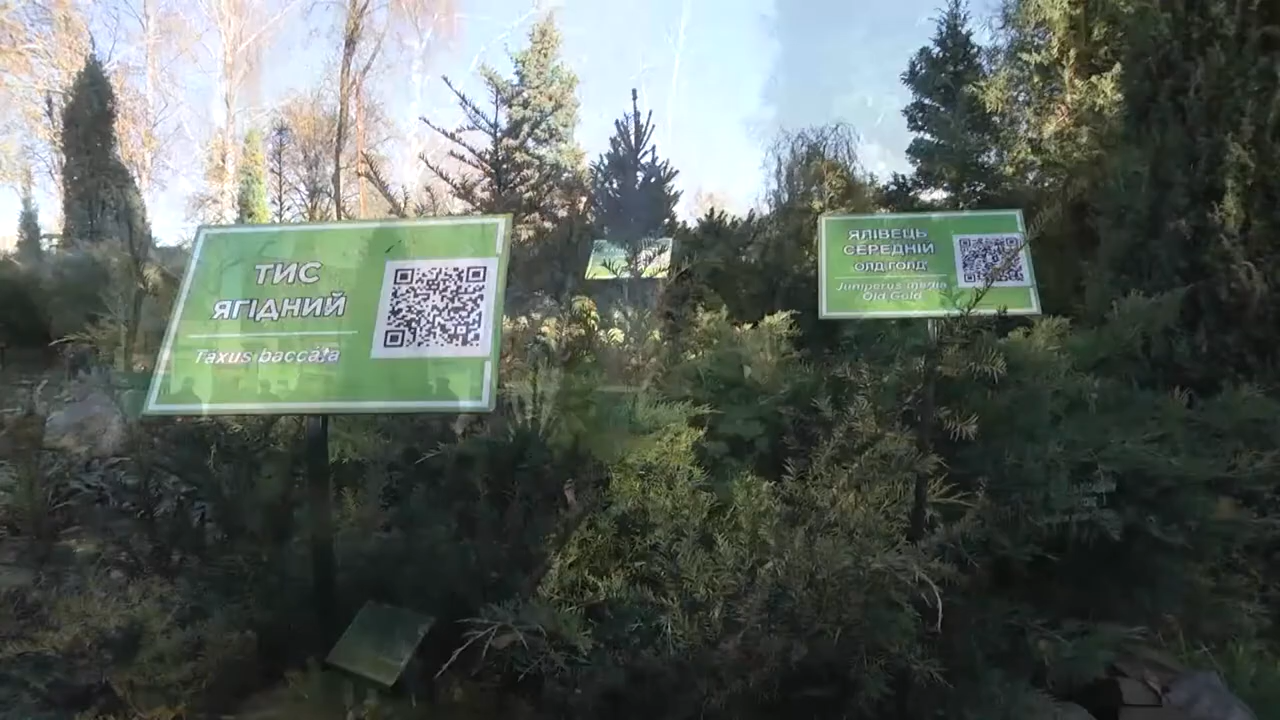 ТИС
ЯГІДНИЙ
Taxus baccata
ЯЛІВЕЦЬ
СЕРЕДНІЙ
'ОЛД ГОЛД'
Juniperus media
Old Gold